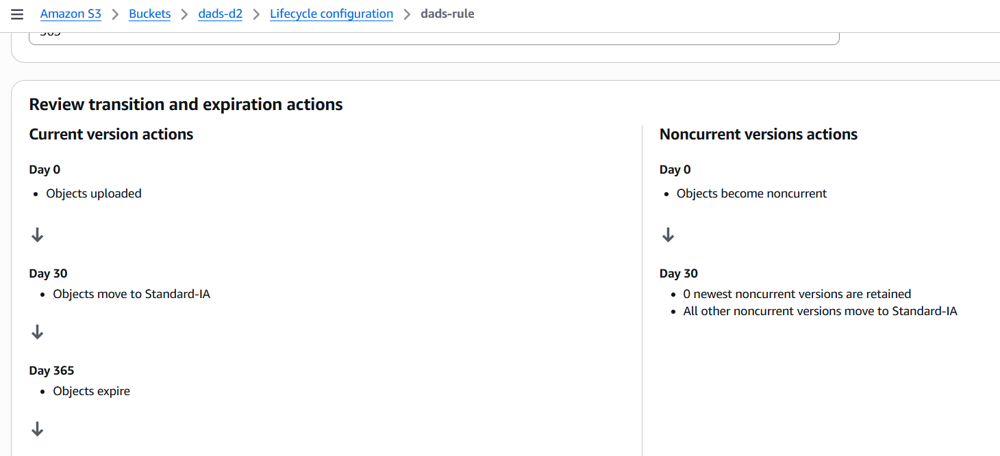 Amazon S3 > Buckets > dads-d2 > Lifecycle configuration > dads-rule
365
Review transition and expiration actions
Current version actions
Day 0
• Objects uploaded
↓
Day 30
• Objects move to Standard-IA
↓
Day 365
• Objects expire
↓
Noncurrent versions actions
Day 0
• Objects become noncurrent
↓
Day 30
• 0 newest noncurrent versions are retained
• All other noncurrent versions move to Standard-IA